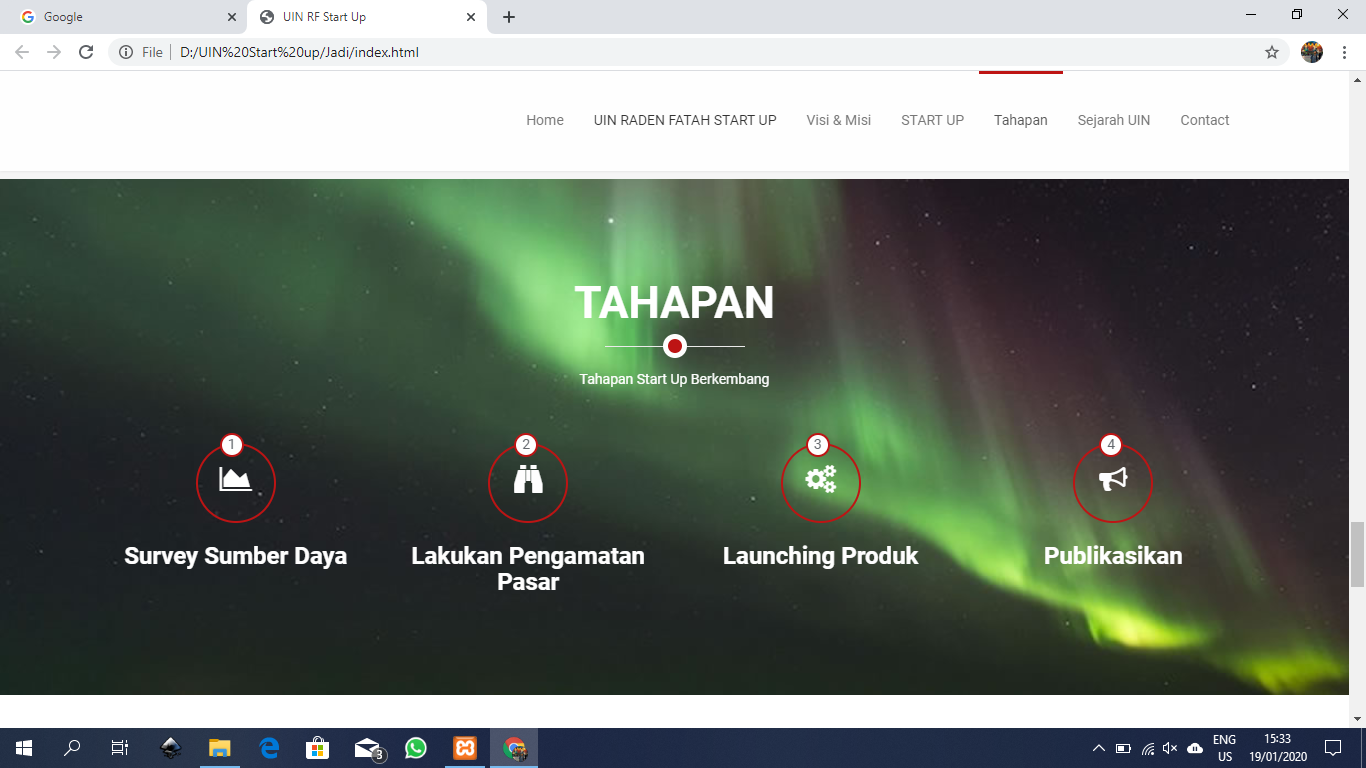 Google
UIN RF Start Up
File
D:/UIN%20Start%20up/Jadi/index.html
Home
UIN RADEN FATAH START UP
Visi & Misi
START UP
Tahapan
Sejarah UIN
Contact
TAHAPAN
Tahapan Start Up Berkembang
1
2
3
4
Survey Sumber Daya
Lakukan Pengamatan
Pasar
Launching Produk
Publikasikan
3
ENG
US
15:33
19/01/2020